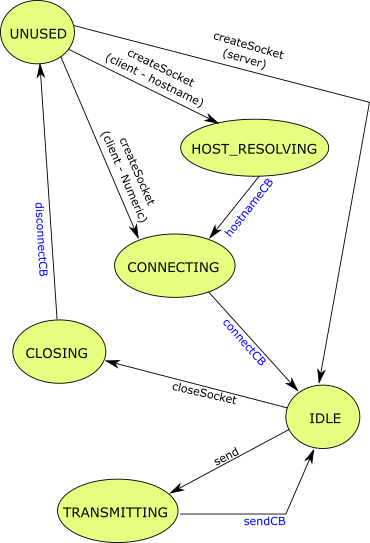 UNUSED
createSocket
(server)
createSocket
(client - hostname)
createSocket
(client - Numeric)
HOST_RESOLVING
hostnameCB
disconnectCB
CONNECTING
connectCB
CLOSING
closeSocket
IDLE
send
TRANSMITTING
sendCB